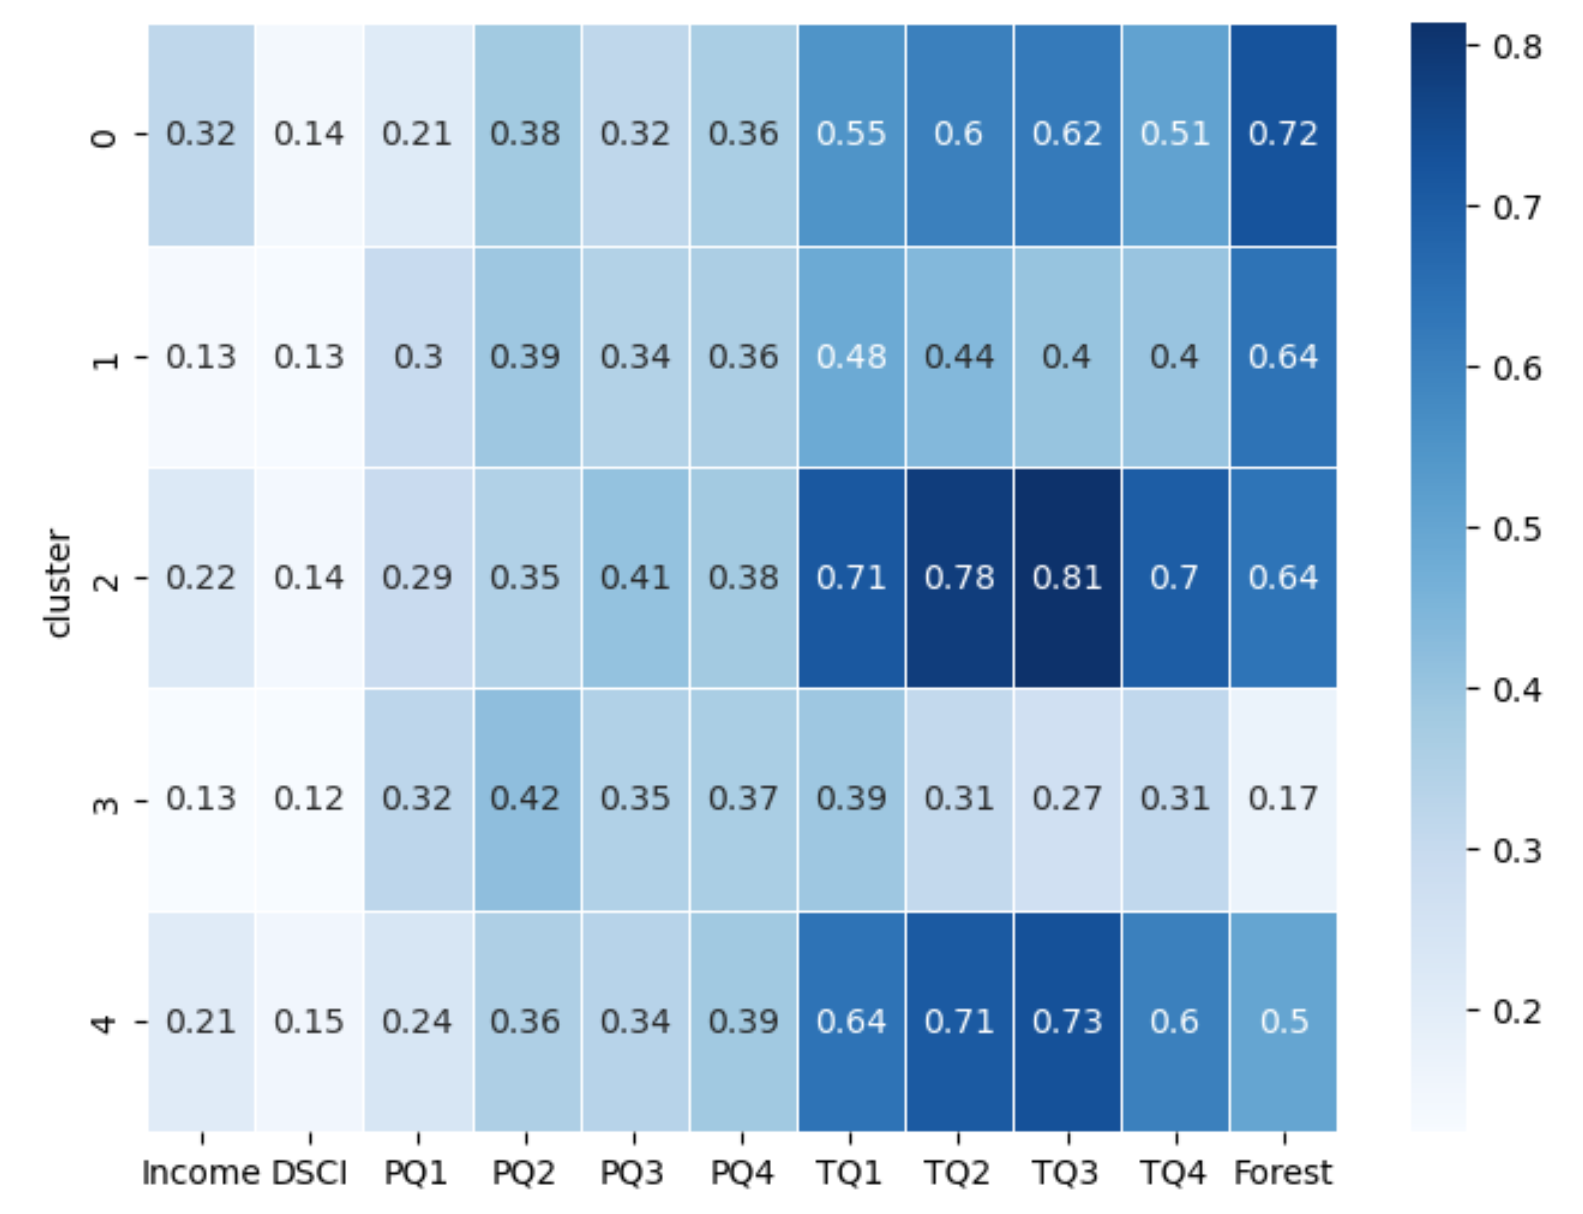 0 0.32 0.14 0.21 0.38 0.32 0.36 0.55 0.6 0.62 0.51 0.72
1 0.13 0.13 0.3 0.39 0.34 0.36 0.48 0.44 0.4 0.4 0.64
cluster
2 0.22 0.14 0.29 0.35 0.41 0.38 0.71 0.78 0.81 0.7 0.64
3 0.13 0.12 0.32 0.42 0.35 0.37 0.39 0.31 0.27 0.31 0.17
4 0.21 0.15 0.24 0.36 0.34 0.39 0.64 0.71 0.73 0.6 0.5
Income DSCI PQ1 PQ2 PQ3 PQ4 TQ1 TQ2 TQ3 TQ4 Forest
0.8
0.7
0.6
0.5
0.4
0.3
0.2